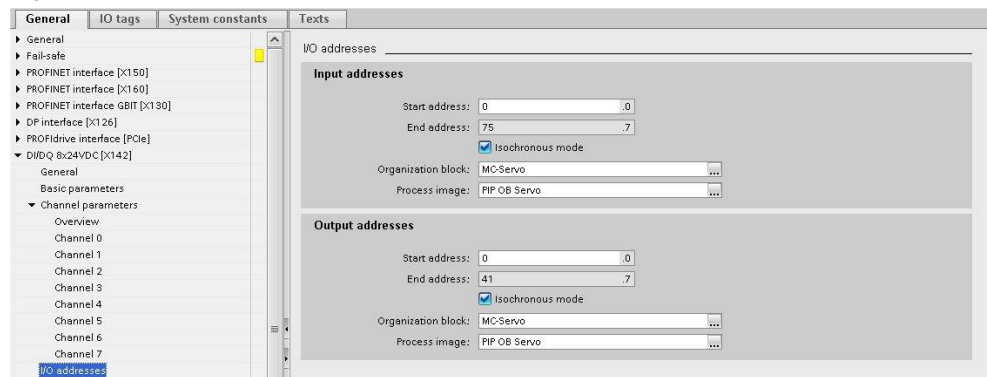 General IO tags System constants Texts
General
Fail-safe
PROFINET interface [X150]
PROFINET interface [X160]
PROFINET interface GBIT [X130]
DP interface [X126]
PROFIdrive interface [PCIe]
DI/DQ 8x24VDC [X142]
General
Basic parameters
Channel parameters
Overview
Channel 0
Channel 1
Channel 2
Channel 3
Channel 4
Channel 5
Channel 6
Channel 7
I/O addresses
I/O addresses
Input addresses
Start address: 0 .0
End address: 75 .7
Isochronous mode
Organization block: MC-Servo ...
Process image: PIP OB Servo ...
Output addresses
Start address: 0 .0
End address: 41 .7
Isochronous mode
Organization block: MC-Servo ...
Process image: PIP OB Servo ...